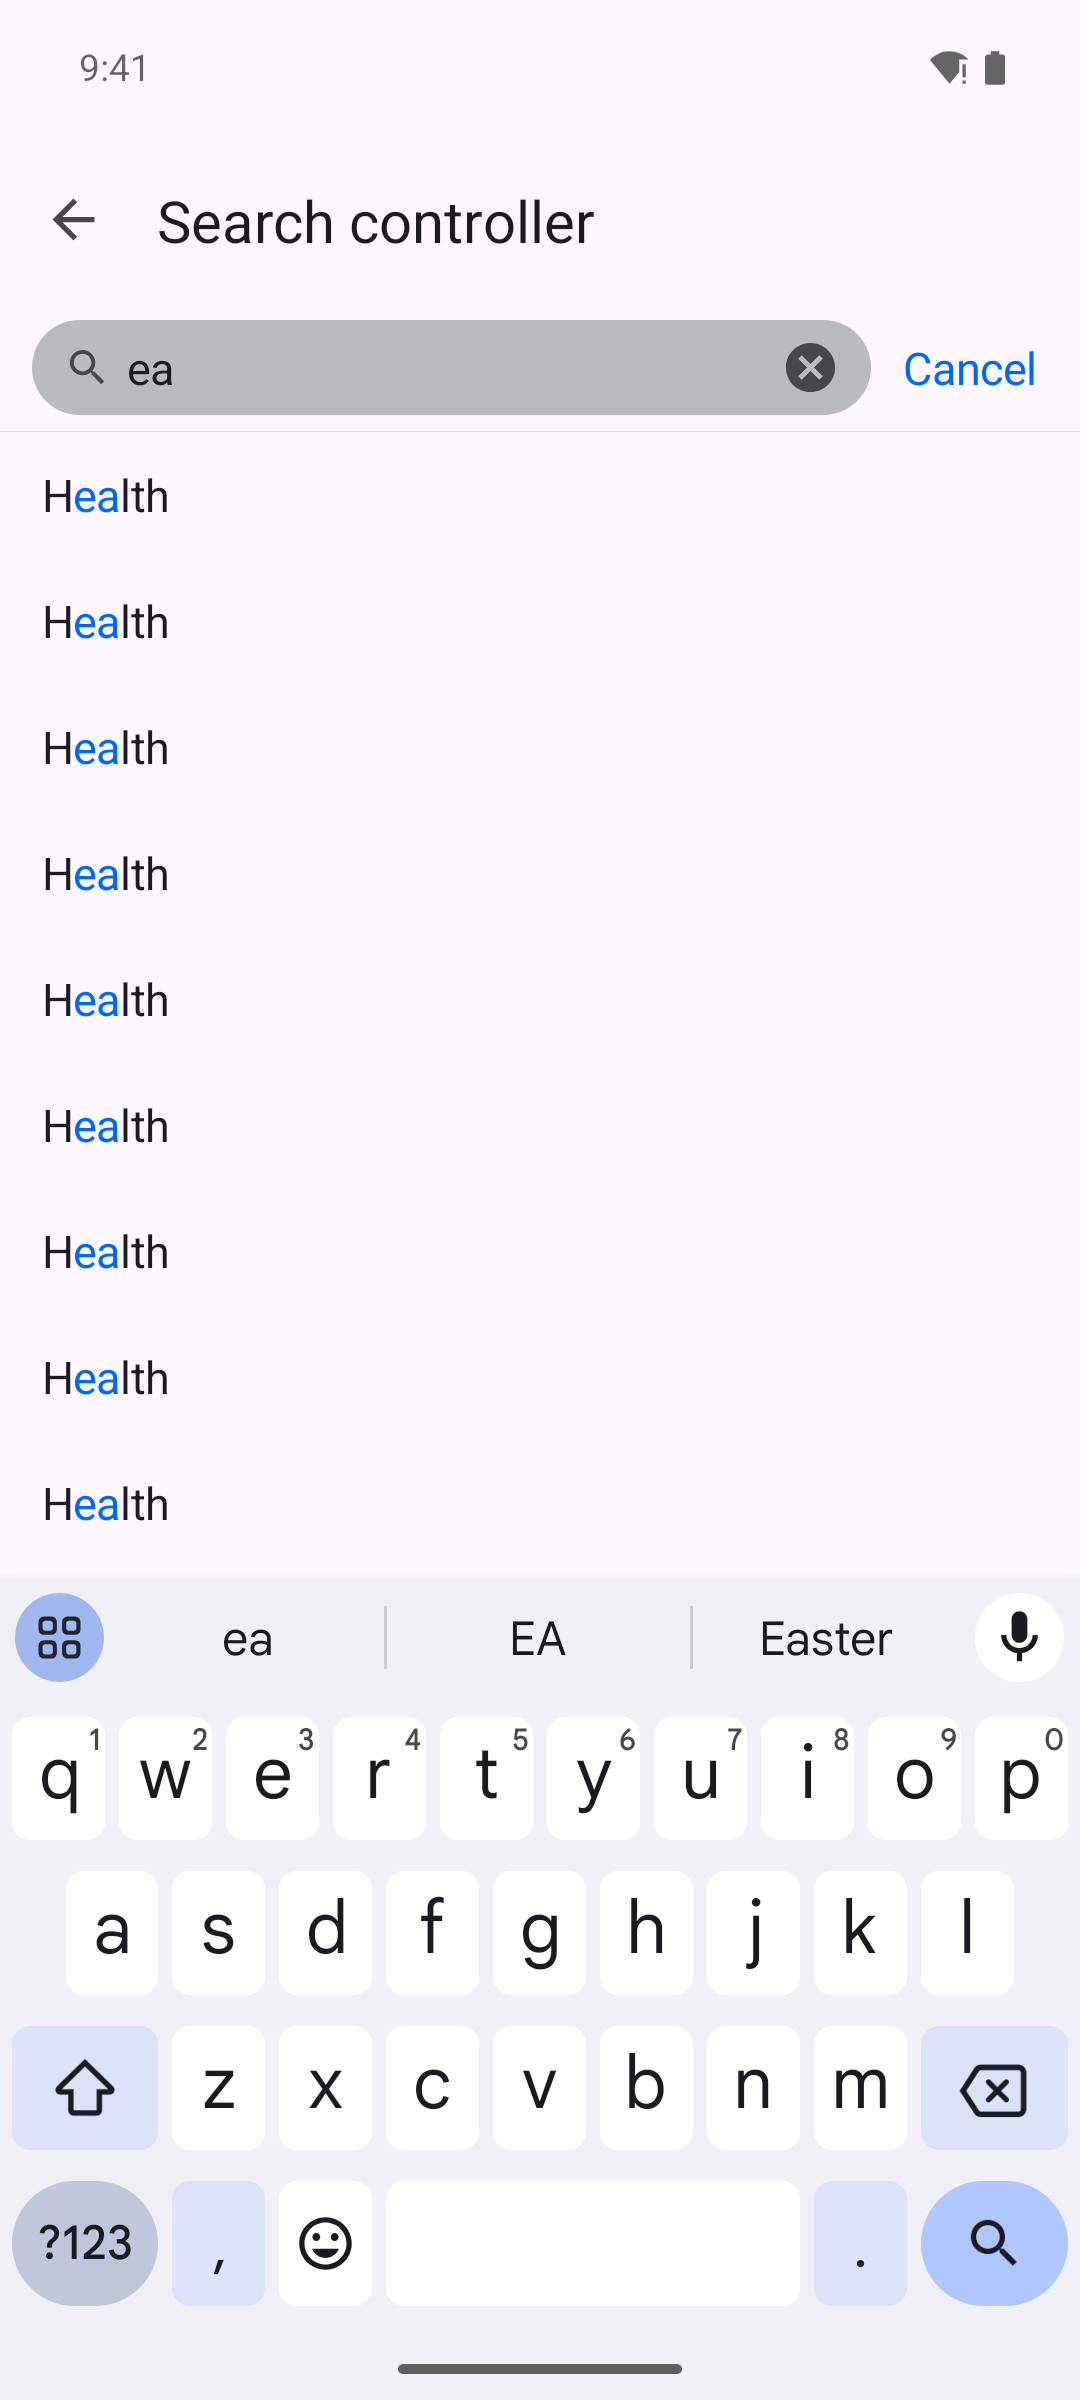 9:41
Search controller
ea
Cancel
Health
Health
Health
Health
Health
Health
Health
Health
Health
ea EA Easter
q1 w2 e3 r4 t5 y6 u7 i8 o9 p0
a s d f g h j k l
z x c v b n m
?123 , .